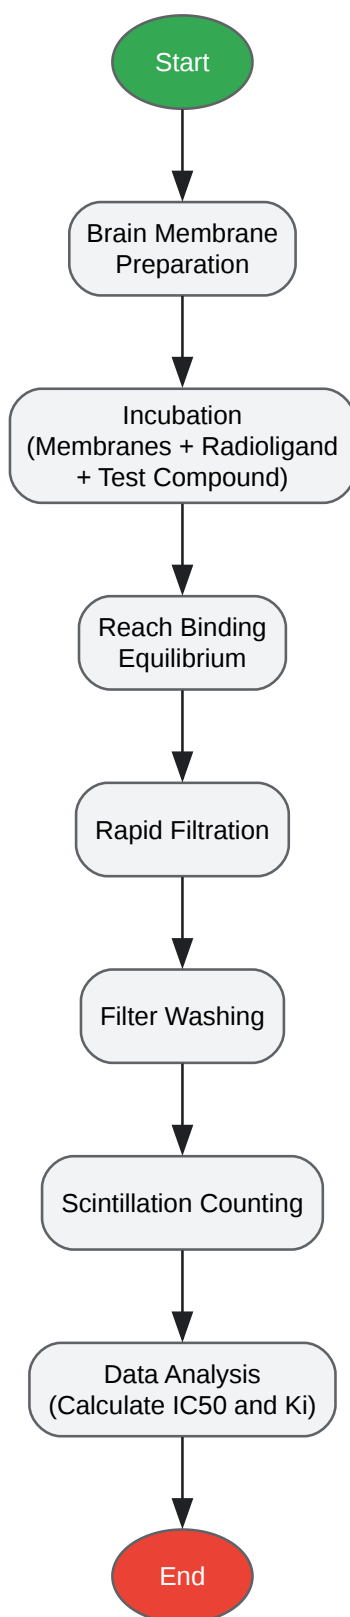 Start
Brain Membrane
Preparation
Incubation
(Membranes + Radioligand
+ Test Compound)
Reach Binding
Equilibrium
Rapid Filtration
Filter Washing
Scintillation Counting
Data Analysis
(Calculate IC50 and Ki)
End